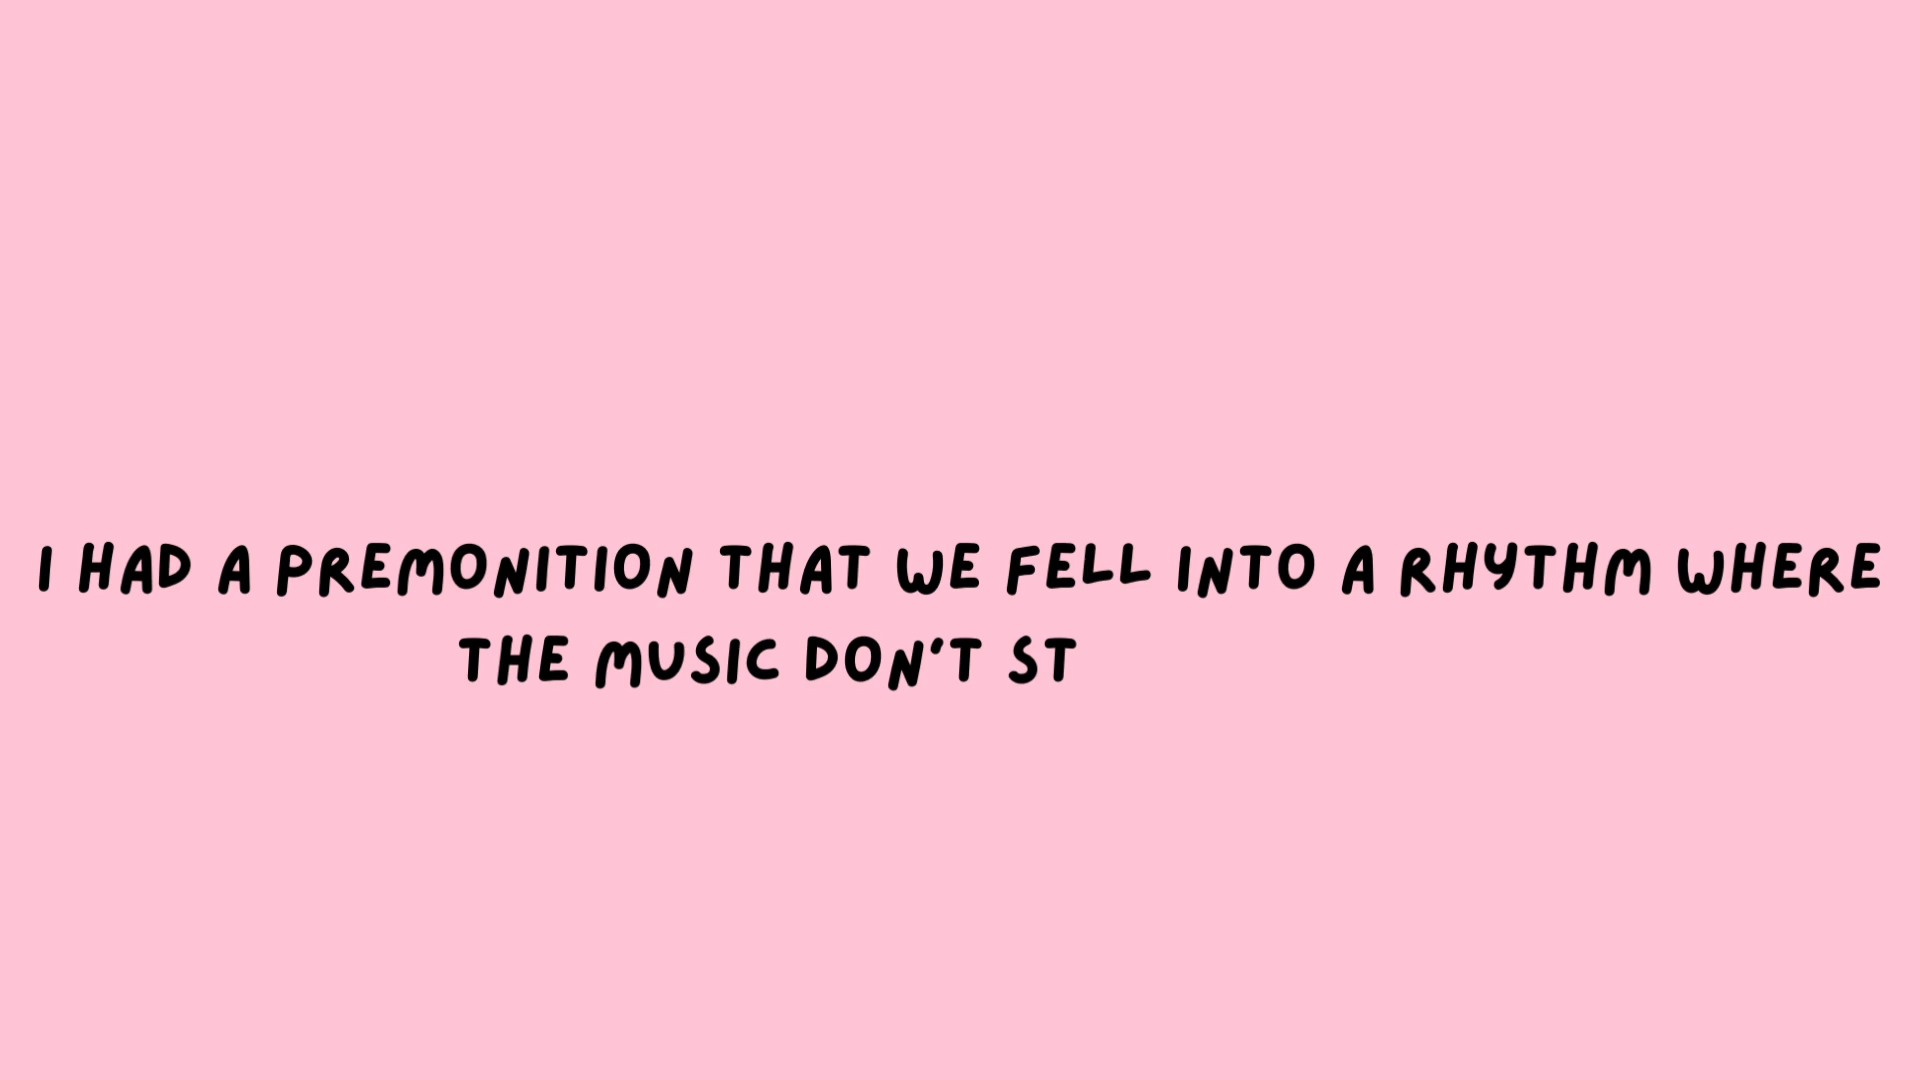 I HAD A PREMONITION THAT WE FELL INTO A RHYTHM WHERE
THE MUSIC DON'T ST